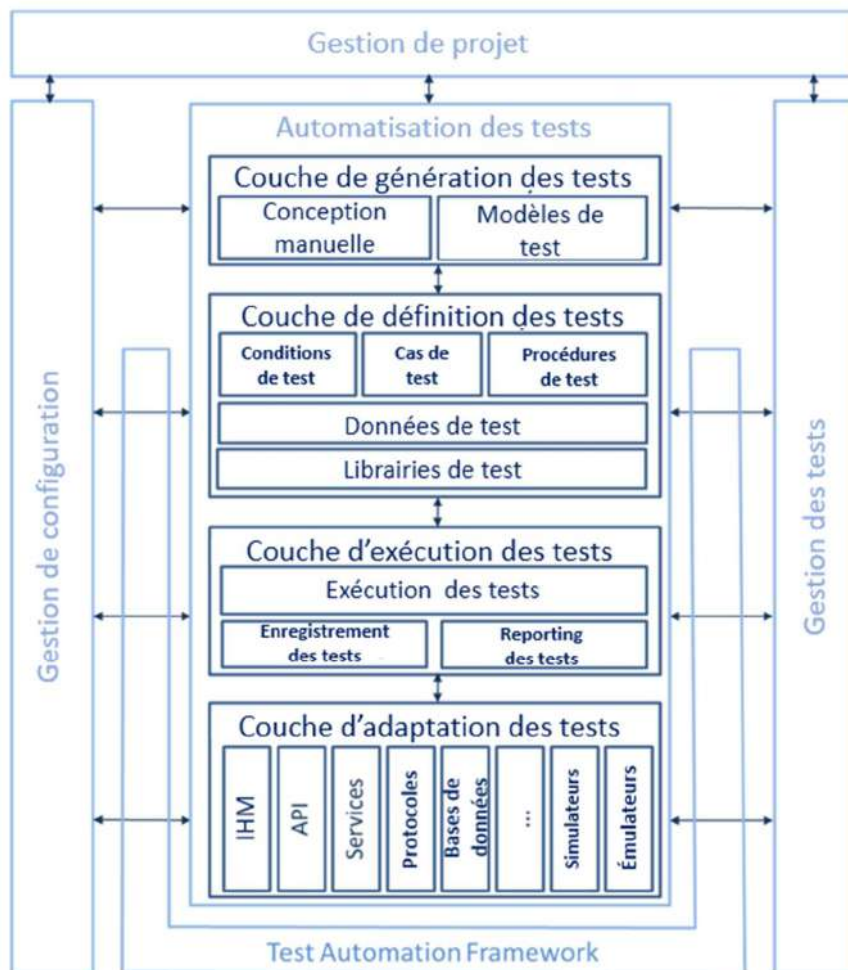 Gestion de projet
Automatisation des tests
Couche de génération des tests
Conception
manuelle
Modèles de
test
Couche de définition des tests
Conditions
de test
Cas de
test
Procédures
de test
Données de test
Librairies de test
Couche d'exécution des tests
Exécution des tests
Enregistrement
des tests
Reporting
des tests
Couche d'adaptation des tests
IHM
API
Services
Protocoles
Bases de
données
...
Simulateurs
Émulateurs
Test Automation Framework
Gestion de configuration
Gestion des tests